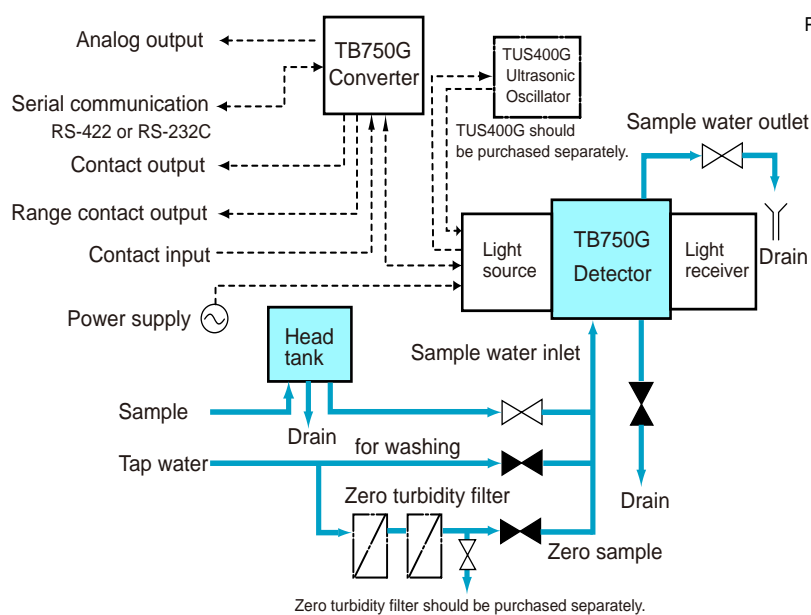 Analog output
TB750G
Converter
TUS400G
Ultrasonic
Oscillator
F
Serial communication
RS-422 or RS-232C
TUS400G should
be purchased separately.
Sample water outlet
Contact output
Range contact output
Contact input
Light
source
TB750G
Detector
Light
receiver
Drain
Power supply
Head
tank
Sample water inlet
Sample
Drain
Tap water
for washing
Zero turbidity filter
Drain
Zero sample
Zero turbidity filter should be purchased separately.